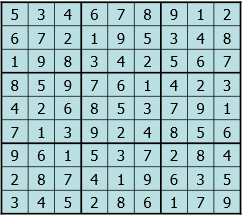 5 3 4 6 7 8 9 1 2
6 7 2 1 9 5 3 4 8
1 9 8 3 4 2 5 6 7
8 5 9 7 6 1 4 2 3
4 2 6 8 5 3 7 9 1
7 1 3 9 2 4 8 5 6
9 6 1 5 3 7 2 8 4
2 8 7 4 1 9 6 3 5
3 4 5 2 8 6 1 7 9